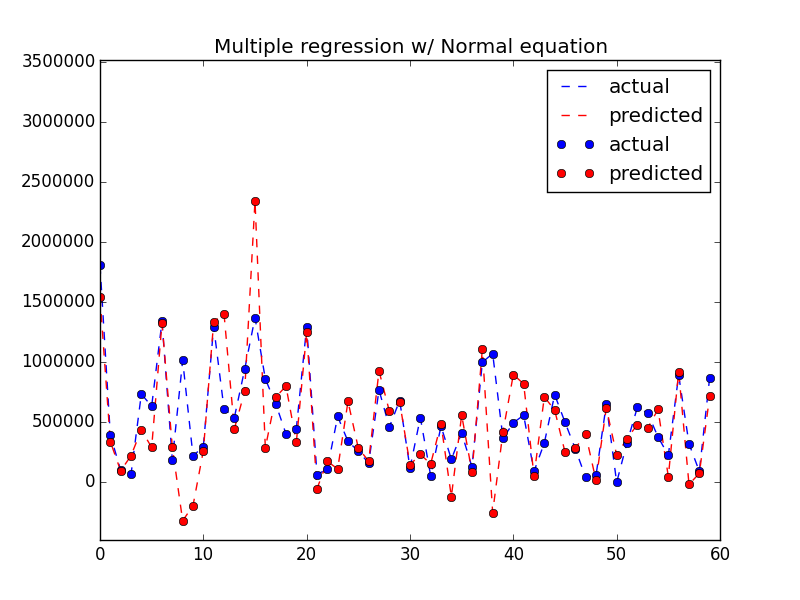 Multiple regression w/ Normal equation
3500000
3000000
2500000
2000000
1500000
1000000
500000
0
actual
predicted
actual
predicted
0 10 20 30 40 50 60